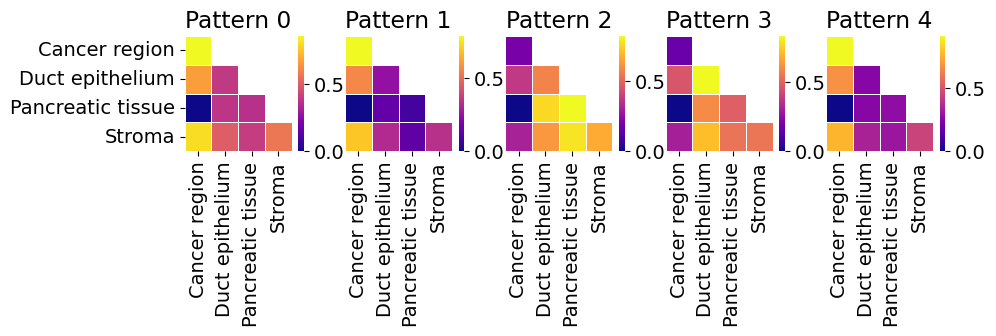 Pattern 0 Pattern 1 Pattern 2 Pattern 3 Pattern 4
Cancer region
Duct epithelium
Pancreatic tissue
Stroma
0.5 0.5 0.5 0.5 0.5
0.0 0.0 0.0 0.0 0.0
Cancer region
Duct epithelium
Pancreatic tissue
Stroma
Cancer region
Duct epithelium
Pancreatic tissue
Stroma
Cancer region
Duct epithelium
Pancreatic tissue
Stroma
Cancer region
Duct epithelium
Pancreatic tissue
Stroma
Cancer region
Duct epithelium
Pancreatic tissue
Stroma